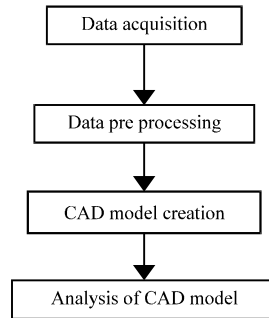 Data acquisition
Data pre processing
CAD model creation
Analysis of CAD model